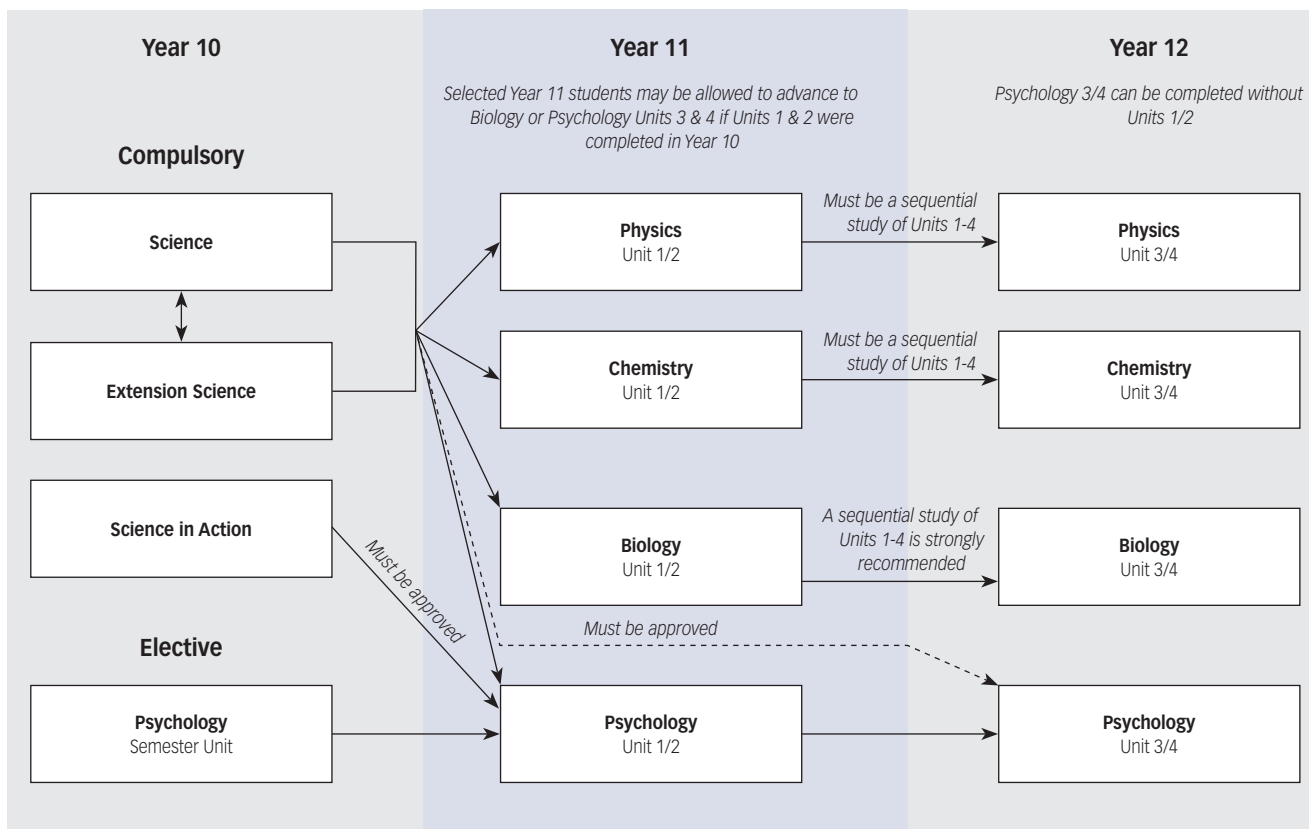 Year 10
Compulsory
Science
Extension Science
Science in Action
Must be approved
Elective
Psychology
Semester Unit
Year 11
Selected Year 11 students may be allowed to advance to
Biology or Psychology Units 3 & 4 if Units 1 & 2 were
completed in Year 10
Physics
Unit 1/2
Must be a sequential
study of Units 1-4
Chemistry
Unit 1/2
Must be a sequential
study of Units 1-4
Biology
Unit 1/2
A sequential study of
Units 1-4 is strongly
recommended
Must be approved
Psychology
Unit 1/2
Year 12
Psychology 3/4 can be completed without
Units 1/2
Physics
Unit 3/4
Chemistry
Unit 3/4
Biology
Unit 3/4
Psychology
Unit 3/4